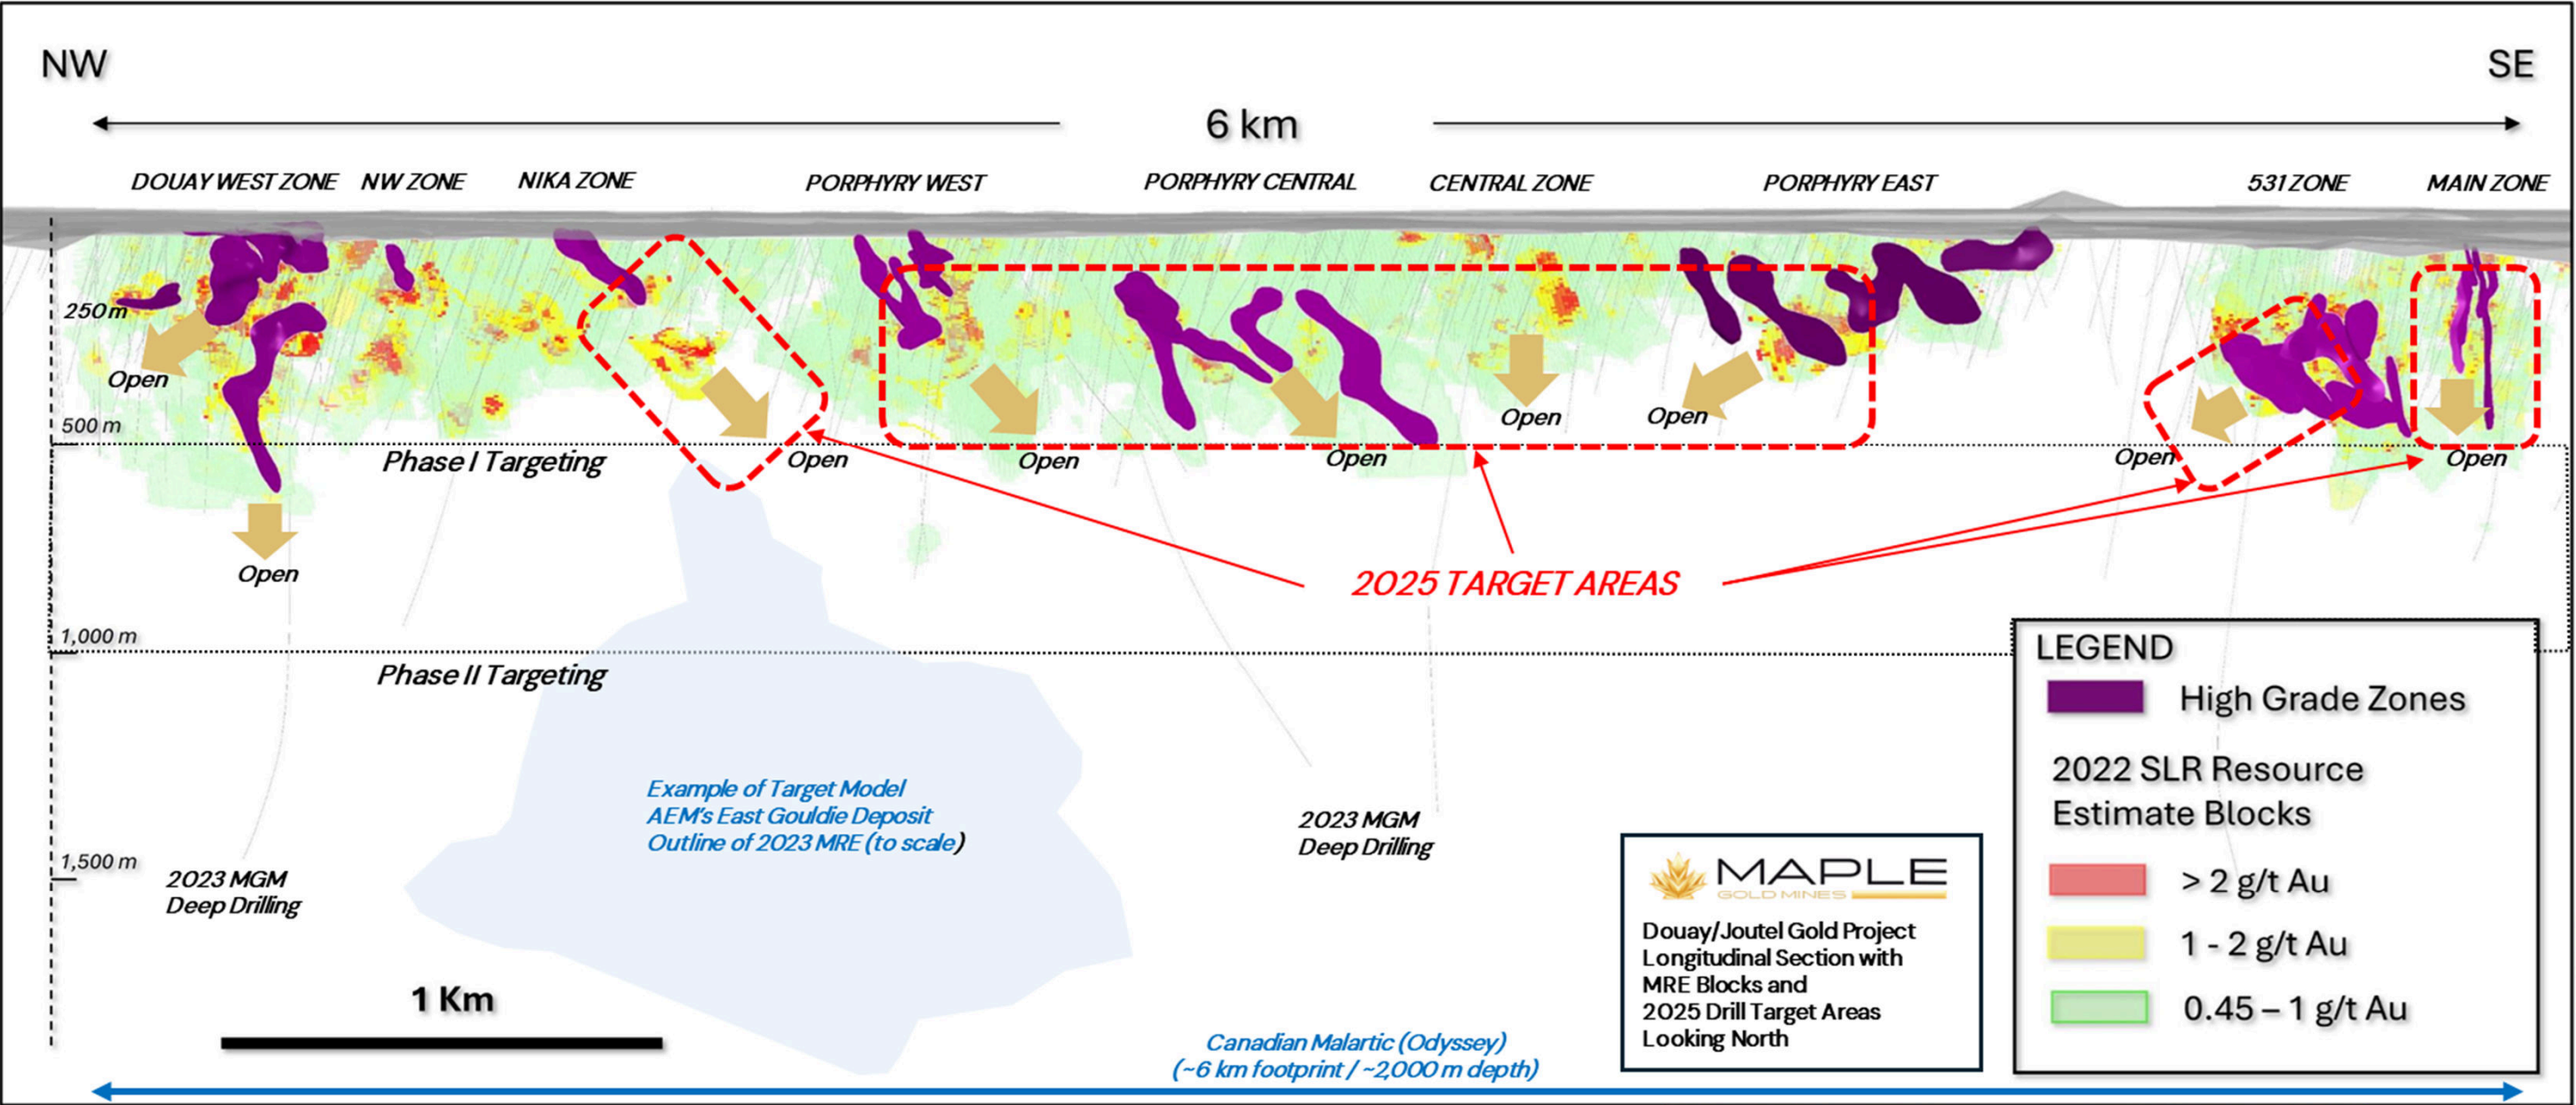 NW
SE
6 km
DOUAY WEST ZONE
NW ZONE
NIKA ZONE
PORPHYRY WEST
PORPHYRY CENTRAL
CENTRAL ZONE
PORPHYRY EAST
531 ZONE
MAIN ZONE
250 m
Open
500 m
Phase I Targeting
Open
Open
Open
Open
Open
Open
Open
Open
2025 TARGET AREAS
1,000 m
Phase II Targeting
Example of Target Model
AEM's East Gouldie Deposit
Outline of 2023 MRE (to scale)
2023 MGM
Deep Drilling
1,500 m
2023 MGM
Deep Drilling
1 Km
Canadian Malartic (Odyssey)
(~6 km footprint / ~2,000 m depth)
MAPLE
GOLD MINES
Douay/Joutel Gold Project
Longitudinal Section with
MRE Blocks and
2025 Drill Target Areas
Looking North
LEGEND
High Grade Zones
2022 SLR Resource
Estimate Blocks
> 2 g/t Au
1 - 2 g/t Au
0.45 – 1 g/t Au